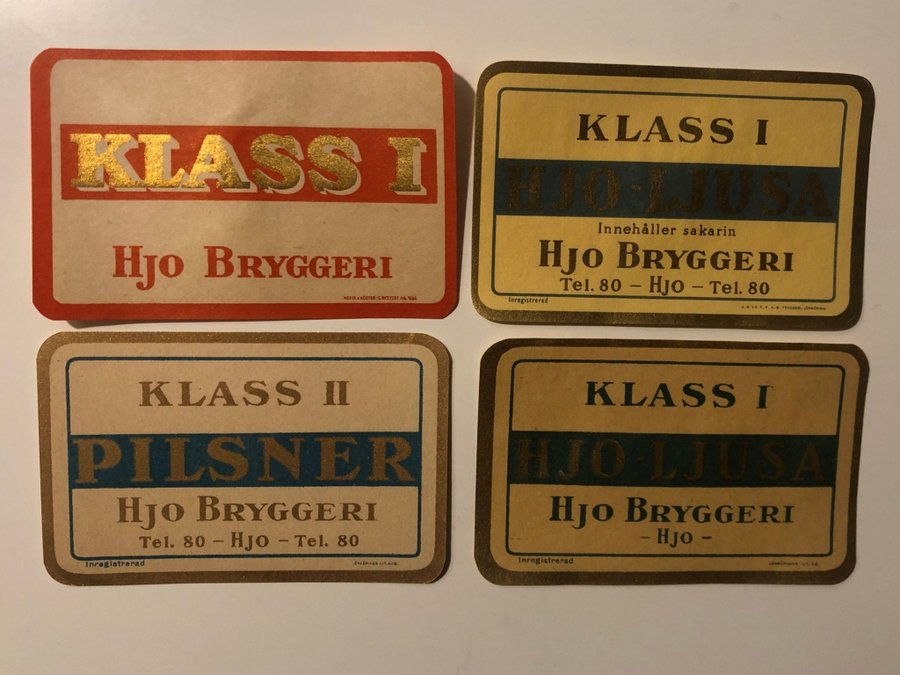 KLASS I
HJO BRYGGERI
KLASS I
HJO-LJUSA
Innehåller sakarin
HJO BRYGGERI
Tel. 80 – HJO – Tel. 80
Inregistrerad
KLASS II
PILSNER
HJO BRYGGERI
Tel. 80 – HJO – Tel. 80
Inregistrerad
KLASS I
HJO-LJUSA
HJO BRYGGERI
– HJO –
Inregistrerad